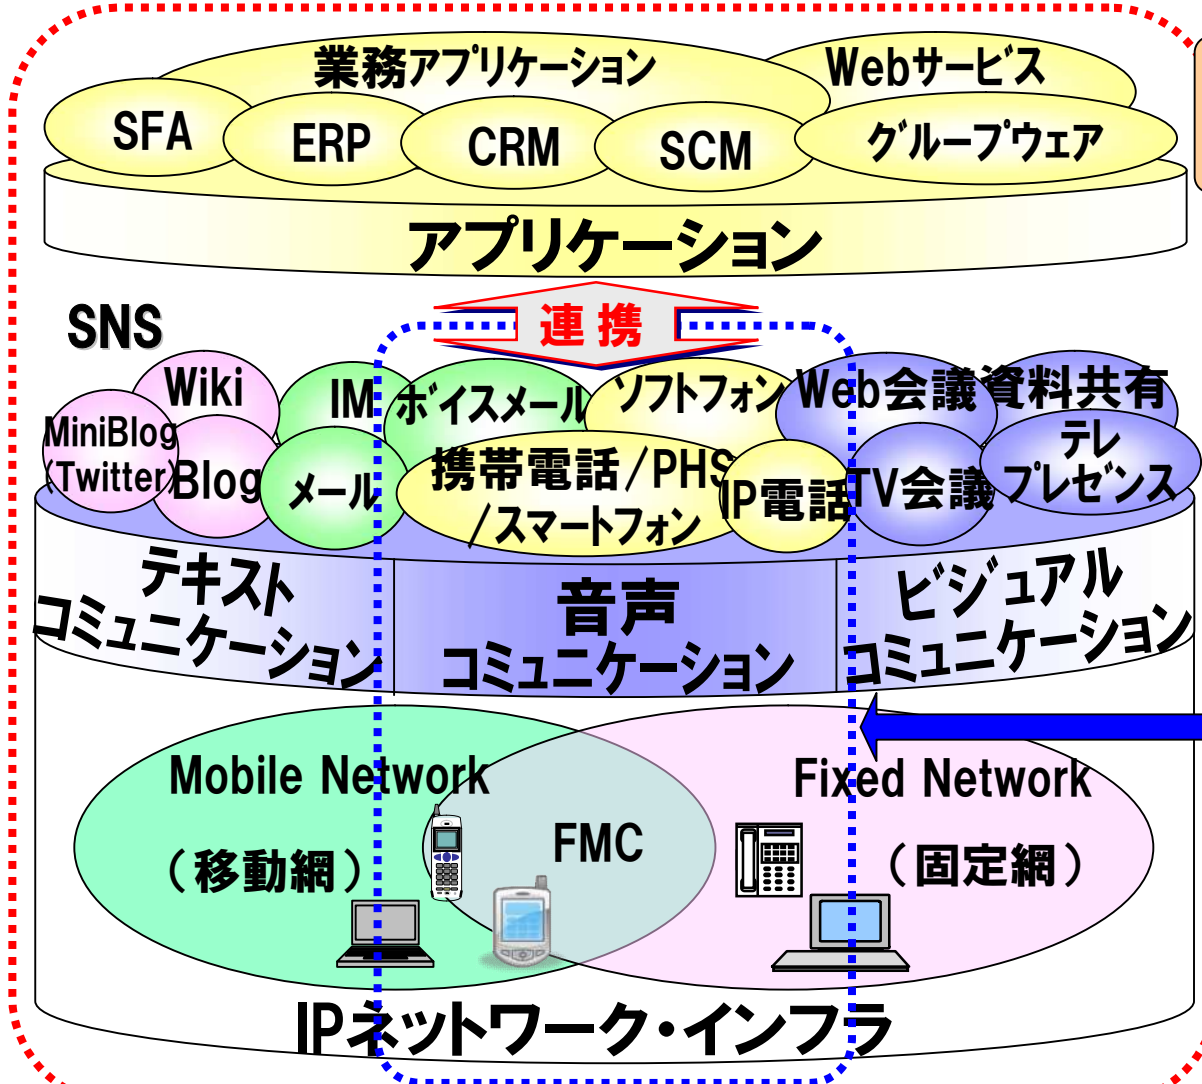 業務アプリケーション
Webサービス
SFA
ERP
CRM
SCM
グループウェア
アプリケーション
連携
SNS
Wiki
IM
ボイスメール
ソフトフォン
Web会議
資料共有
MiniBlog
(Twitter)
Blog
メール
携帯電話/PHS
/スマートフォン
IP電話
TV会議
テレ
プレゼンス
テキスト
コミュニケーション
音声
コミュニケーション
ビジュアル
コミュニケーション
Mobile Network
(移動網)
FMC
Fixed Network
(固定網)
IPネットワーク・インフラ